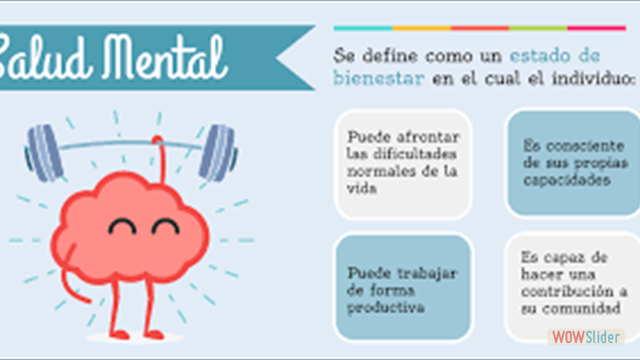 Salud Mental
Se define como un estado de
bienestar en el cual el individuo:
Puede afrontar
las dificultades
normales de la
vida
Es consciente
de sus propias
capacidades
Puede trabajar
de forma
productiva
Es capaz de
hacer una
contribución a
su comunidad
WOWSlider